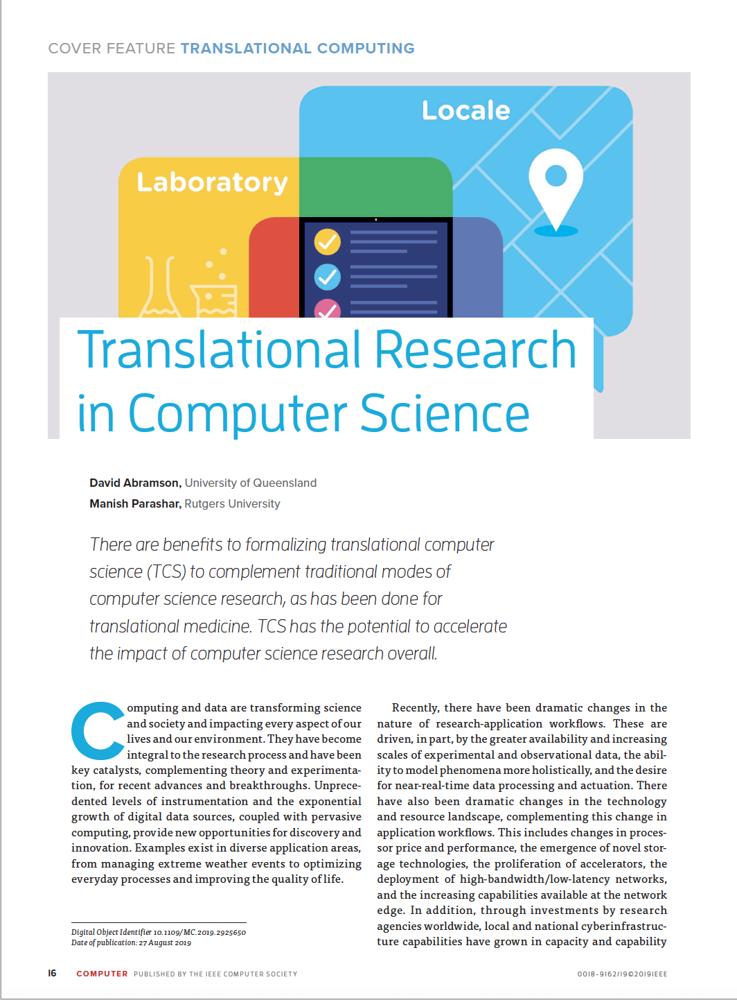 COVER FEATURE TRANSLATIONAL COMPUTING
Locale
Laboratory
Translational Research
in Computer Science
David Abramson, University of Queensland
Manish Parashar, Rutgers University
There are benefits to formalizing translational computer
science (TCS) to complement traditional modes of
computer science research, as has been done for
translational medicine. TCS has the potential to accelerate
the impact of computer science research overall.
Computing and data are transforming science
and society and impacting every aspect of our
lives and our environment. They have become
integral to the research process and have been
key catalysts, complementing theory and experimenta-
tion, for recent advances and breakthroughs. Unprece-
dented levels of instrumentation and the exponential
growth of digital data sources, coupled with pervasive
computing, provide new opportunities for discovery and
innovation. Examples exist in diverse application areas,
from managing extreme weather events to optimizing
everyday processes and improving the quality of life.
Digital Object Identifier 10.1109/MC.2019.2925650
Date of publication: 27 August 2019
Recently, there have been dramatic changes in the
nature of research-application workflows. These are
driven, in part, by the greater availability and increasing
scales of experimental and observational data, the abil-
ity to model phenomena more holistically, and the desire
for near-real-time data processing and actuation. There
have also been dramatic changes in the technology
and resource landscape, complementing this change in
application workflows. This includes changes in proces-
sor price and performance, the emergence of novel stor-
age technologies, the proliferation of accelerators, the
deployment of high-bandwidth/low-latency networks,
and the increasing capabilities available at the network
edge. In addition, through investments by research
agencies worldwide, local and national cyberinfrastruc-
ture capabilities have grown in capacity and capability
16 COMPUTER PUBLISHED BY THE IEEE COMPUTER SOCIETY
0018-9162/19©2019IEEE